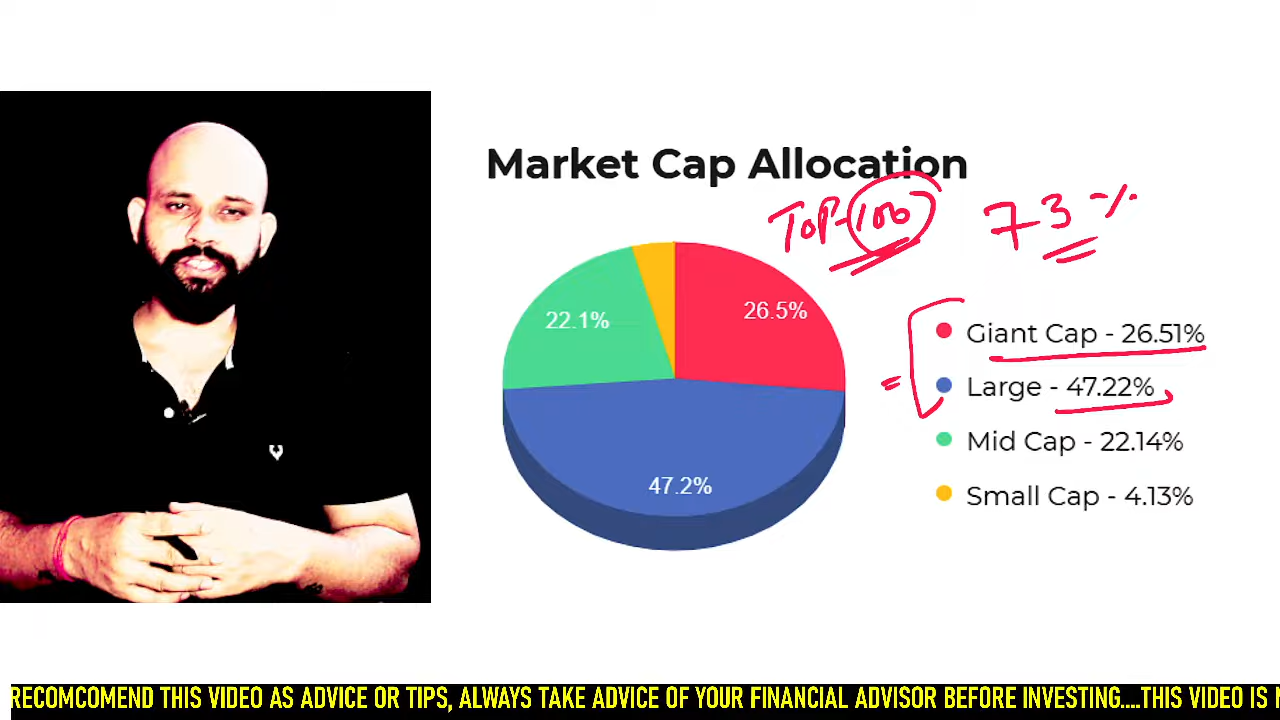 Market Cap Allocation
TOP-100
73%
26.5%
22.1%
47.2%
Giant Cap - 26.51%
Large - 47.22%
Mid Cap - 22.14%
Small Cap - 4.13%
RECOMCOMEND THIS VIDEO AS ADVICE OR TIPS, ALWAYS TAKE ADVICE OF YOUR FINANCIAL ADVISOR BEFORE INVESTING....THIS VIDEO IS